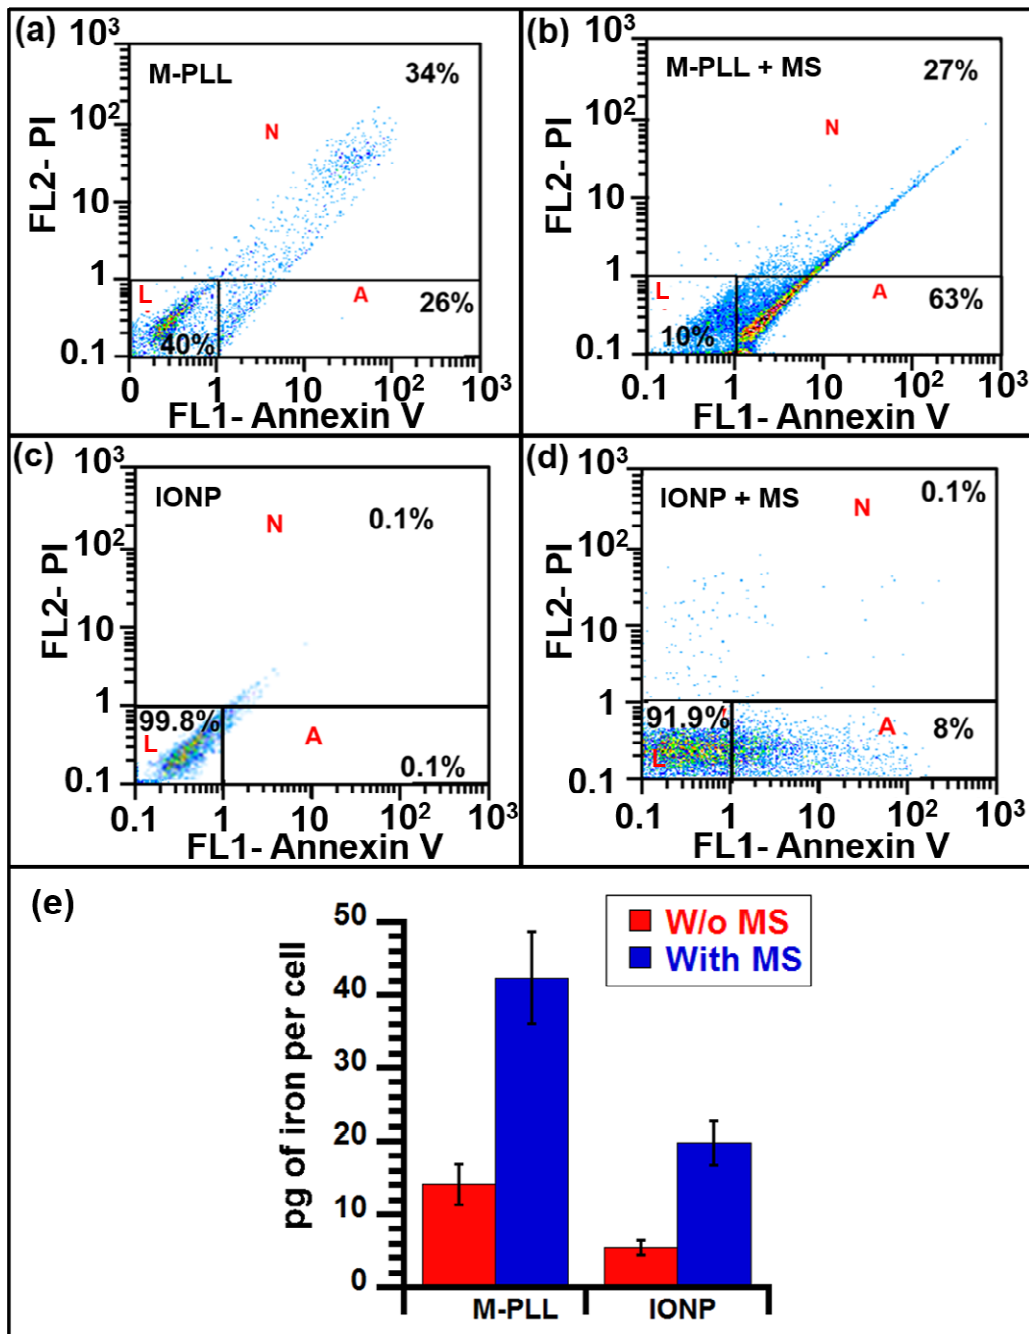 (a)
M-PLL
34%
N
L
A
26%
40%
10³
10²
10
1
0.1
0 1 10 10² 10³
FL2- PI
FL1- Annexin V
(b)
M-PLL + MS
27%
N
L
A
63%
10%
10³
10²
10
1
0.1
0.1 1 10 10² 10³
FL2- PI
FL1- Annexin V
(c)
IONP
0.1%
N
99.8%
L
A
0.1%
10³
10²
10
1
0.1
0.1 1 10 10² 10³
FL2- PI
FL1- Annexin V
(d)
IONP + MS
0.1%
N
91.9%
L
A
8%
10³
10²
10
1
0.1
0.1 1 10 10² 10³
FL2- PI
FL1- Annexin V
(e)
W/o MS
With MS
pg of iron per cell
50
40
30
20
10
0
M-PLL IONP